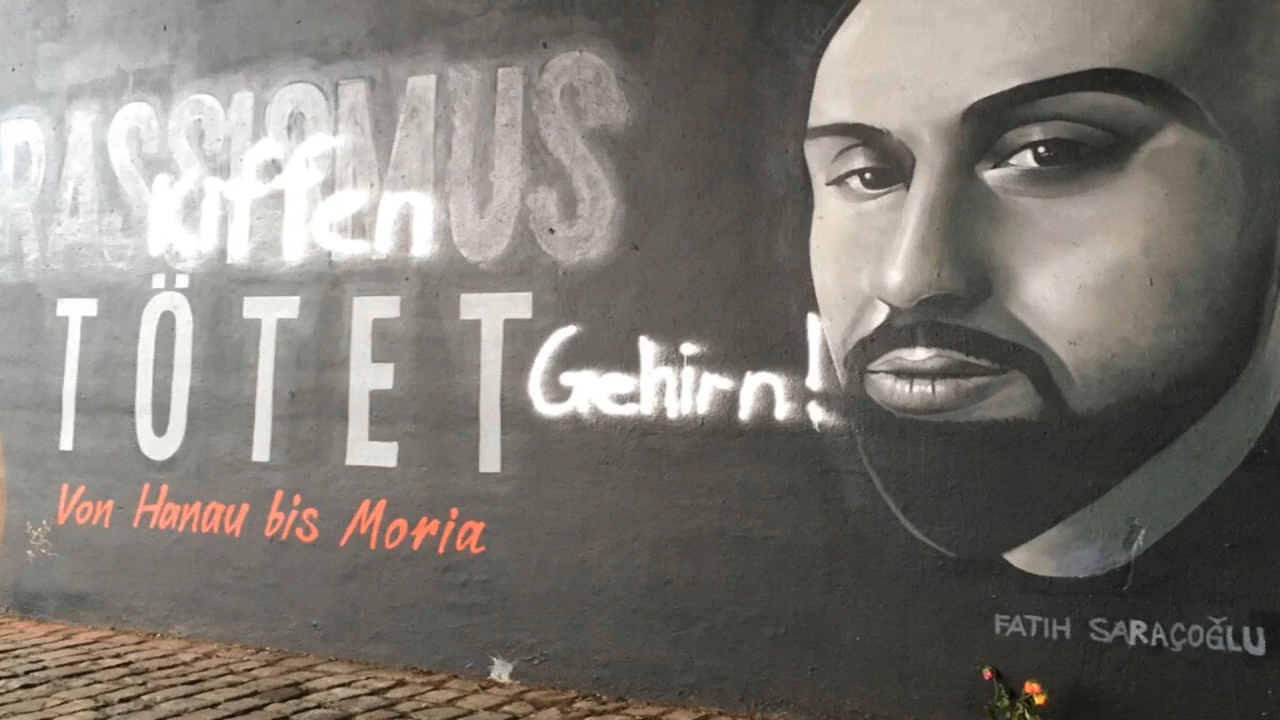 RASSISMUS
kiffen
TÖTET
Gehirn!
Von Hanau bis Moria
FATIH SARAÇOĞLU